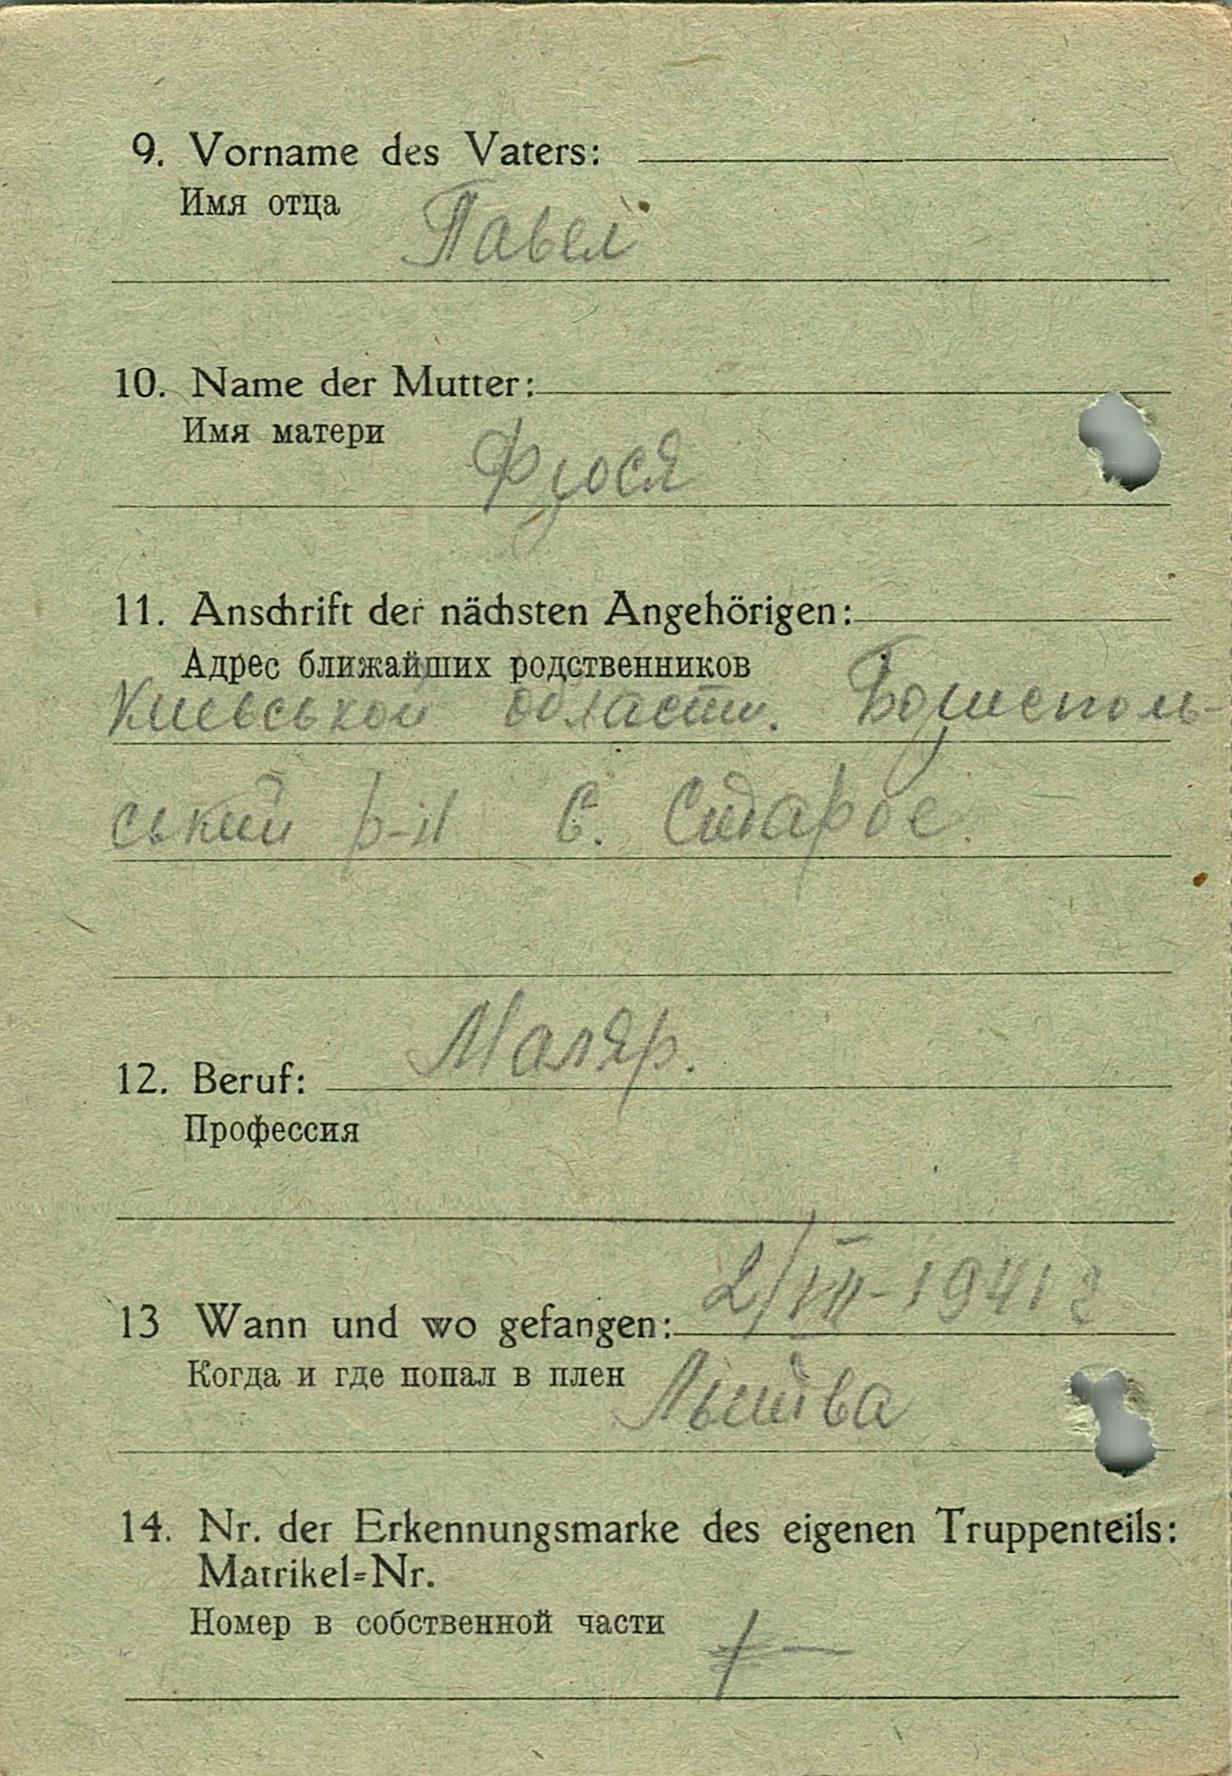 9. Vorname des Vaters:
Имя отца
Павел
10. Name der Mutter:
Имя матери
Фрося
11. Anschrift der nächsten Angehörigen:
Адрес ближайших родственников
Киевськой области. Борисполь-
ський р-н С. Старое.
Маляр.
12. Beruf:
Профессия
2/VII-1941 г
13 Wann und wo gefangen:
Когда и где попал в плен
14. Nr. der Erkennungsmarke des eigenen Truppenteils:
Matrikel=Nr.
Номер в собственной части